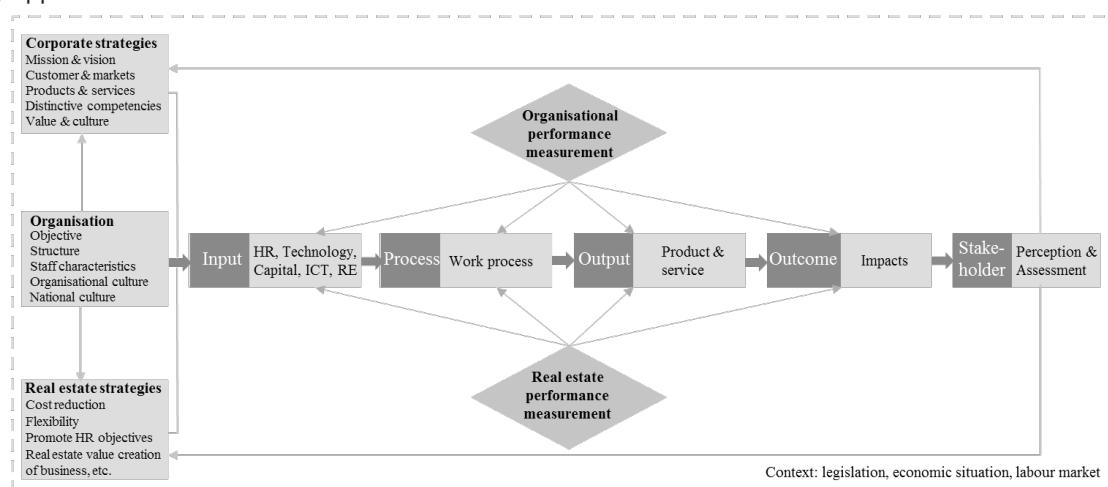 Corporate strategies
Mission & vision
Customer & markets
Products & services
Distinctive competencies
Value & culture
Organisational
performance
measurement
Organisation
Objective
Structure
Staff characteristics
Organisational culture
National culture
Input
HR, Technology,
Capital, ICT, RE
Process
Work process
Output
Product &
service
Outcome
Impacts
Stake-
holder
Perception &
Assessment
Real estate
performance
measurement
Real estate strategies
Cost reduction
Flexibility
Promote HR objectives
Real estate value creation
of business, etc.
Context: legislation, economic situation, labour market